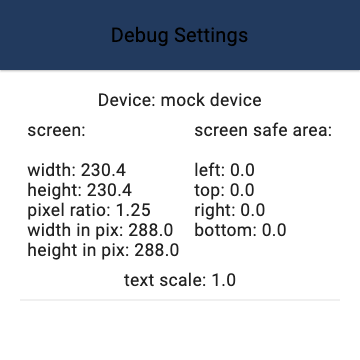 Debug Settings
Device: mock device
screen:
width: 230.4
height: 230.4
pixel ratio: 1.25
width in pix: 288.0
height in pix: 288.0
screen safe area:
left: 0.0
top: 0.0
right: 0.0
bottom: 0.0
text scale: 1.0